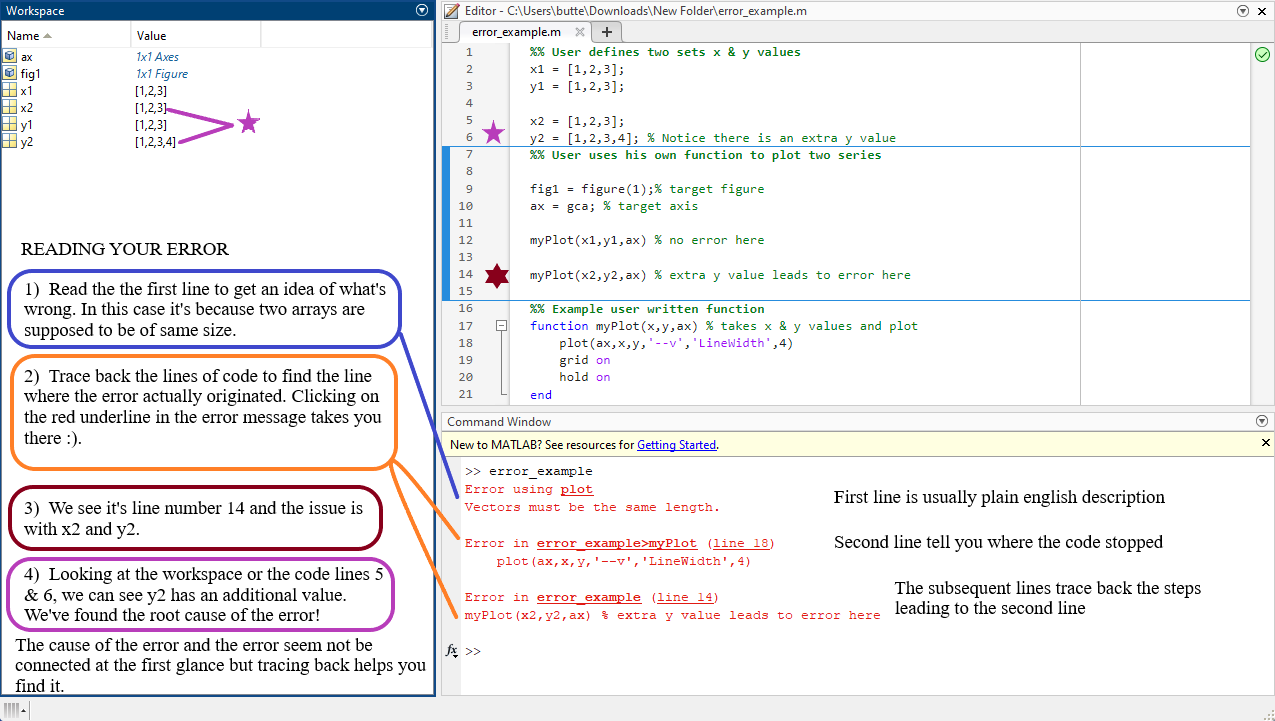 Workspace
Name Value
ax 1x1 Axes
fig1 1x1 Figure
x1 [1,2,3]
x2 [1,2,3]
y1 [1,2,3]
y2 [1,2,3,4]
READING YOUR ERROR
1) Read the the first line to get an idea of what's
wrong. In this case it's because two arrays are
supposed to be of same size.
2) Trace back the lines of code to find the line
where the error actually originated. Clicking on
the red underline in the error message takes you
there :).
3) We see it's line number 14 and the issue is
with x2 and y2.
4) Looking at the workspace or the code lines 5
& 6, we can see y2 has an additional value.
We've found the root cause of the error!
The cause of the error and the error seem not be
connected at the first glance but tracing back helps you
find it.
Editor - C:\Users\butte\Downloads\New Folder\error_example.m
error_example.m
1 %% User defines two sets x & y values
2 x1 = [1,2,3];
3 y1 = [1,2,3];
4
5 x2 = [1,2,3];
6 y2 = [1,2,3,4]; % Notice there is an extra y value
7 %% User uses his own function to plot two series
8
9 fig1 = figure(1);% target figure
10 ax = gca; % target axis
11
12 myPlot(x1,y1,ax) % no error here
13
14 myPlot(x2,y2,ax) % extra y value leads to error here
15
16 %% Example user written function
17 function myPlot(x,y,ax) % takes x & y values and plot
18 plot(ax,x,y,'--v','LineWidth',4)
19 grid on
20 hold on
21 end
Command Window
New to MATLAB? See resources for Getting Started.
>> error_example
Error using plot
Vectors must be the same length.
Error in error_example>myPlot (line 18)
plot(ax,x,y,'--v','LineWidth',4)
Error in error_example (line 14)
myPlot(x2,y2,ax) % extra y value leads to error here
fx >>
First line is usually plain english description
Second line tell you where the code stopped
The subsequent lines trace back the steps
leading to the second line